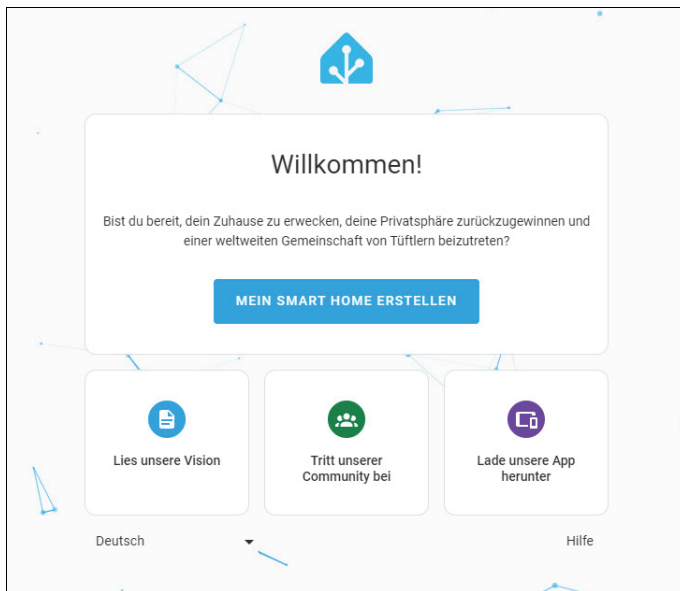 Willkommen!
Bist du bereit, dein Zuhause zu erwecken, deine Privatsphäre zurückzugewinnen und
einer weltweiten Gemeinschaft von Tüftlern beizutreten?
MEIN SMART HOME ERSTELLEN
Lies unsere Vision
Tritt unserer
Community bei
Lade unsere App
herunter
Deutsch
Hilfe